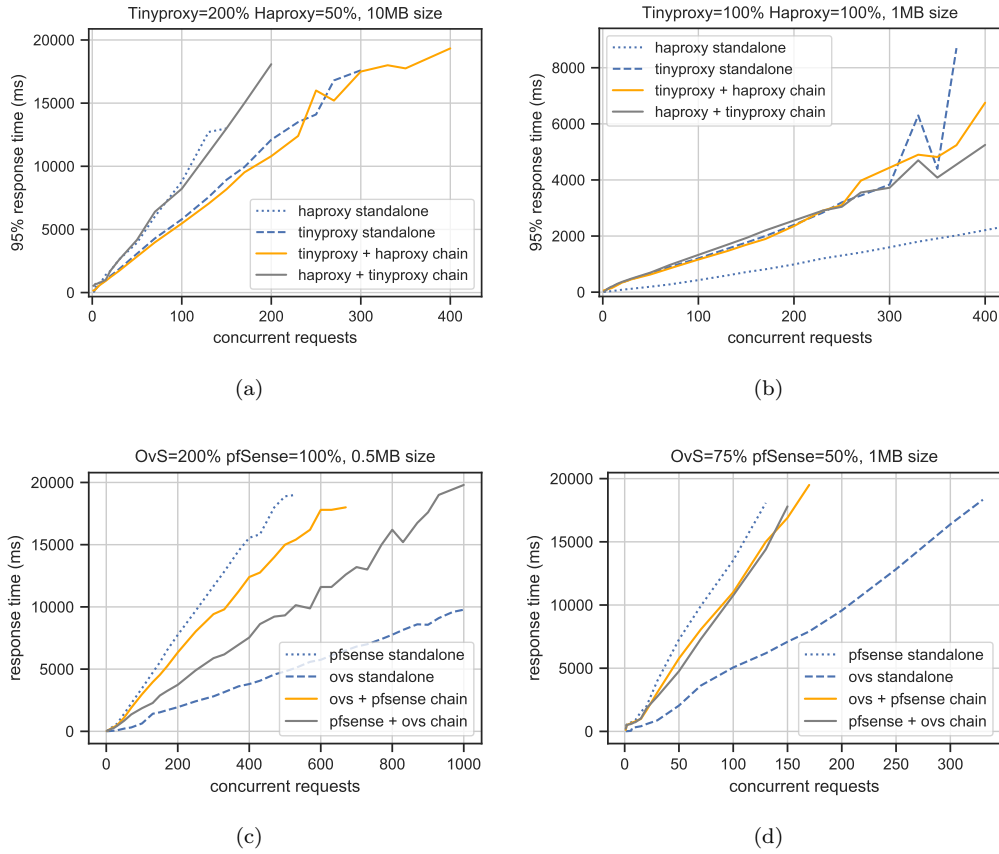 Tinyproxy=200% Haproxy=50%, 10MB size
20000
15000
10000
5000
0
95% response time (ms)
haproxy standalone
tinyproxy standalone
tinyproxy + haproxy chain
haproxy + tinyproxy chain
0 100 200 300 400
concurrent requests
(a)
Tinyproxy=100% Haproxy=100%, 1MB size
8000
6000
4000
2000
0
95% response time (ms)
haproxy standalone
tinyproxy standalone
tinyproxy + haproxy chain
haproxy + tinyproxy chain
0 100 200 300 400
concurrent requests
(b)
OvS=200% pfSense=100%, 0.5MB size
20000
15000
10000
5000
0
response time (ms)
pfsense standalone
ovs standalone
ovs + pfsense chain
pfsense + ovs chain
0 200 400 600 800 1000
concurrent requests
(c)
OvS=75% pfSense=50%, 1MB size
20000
15000
10000
5000
0
response time (ms)
pfsense standalone
ovs standalone
ovs + pfsense chain
pfsense + ovs chain
0 50 100 150 200 250 300
concurrent requests
(d)